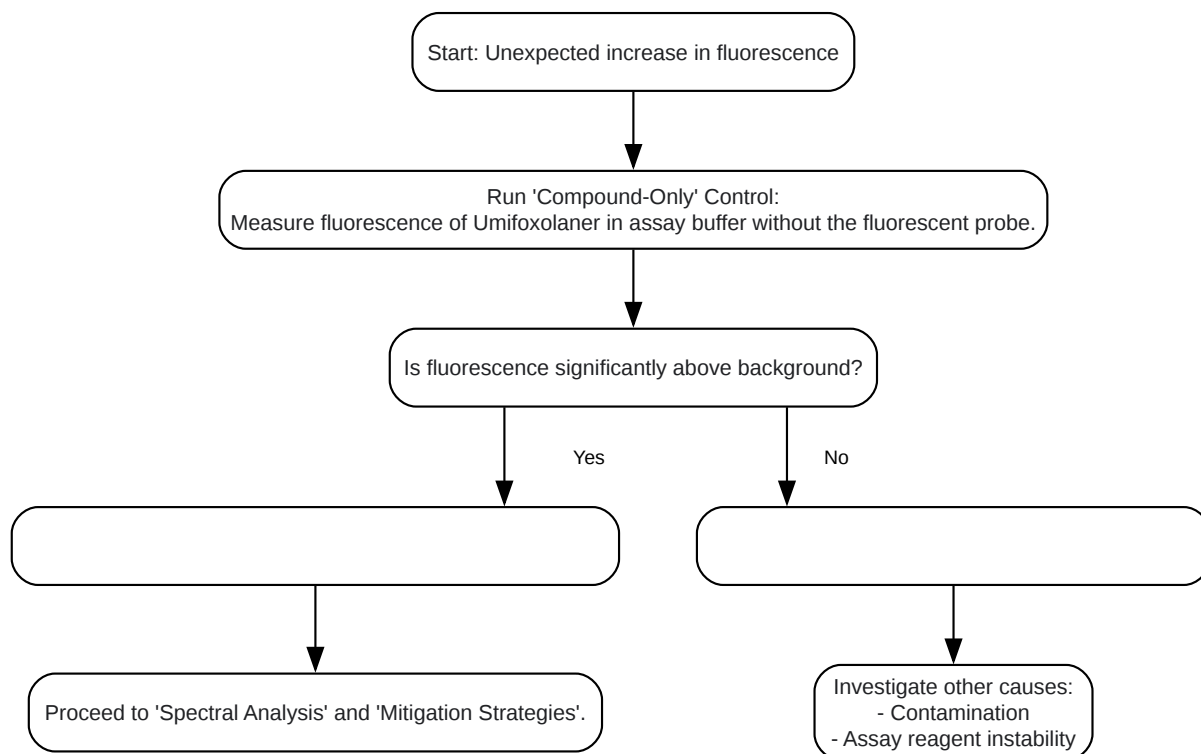 Start: Unexpected increase in fluorescence
Run 'Compound-Only' Control:
Measure fluorescence of Umifoxolaner in assay buffer without the fluorescent probe.
Is fluorescence significantly above background?
Yes
No
Proceed to 'Spectral Analysis' and 'Mitigation Strategies'.
Investigate other causes:
- Contamination
- Assay reagent instability